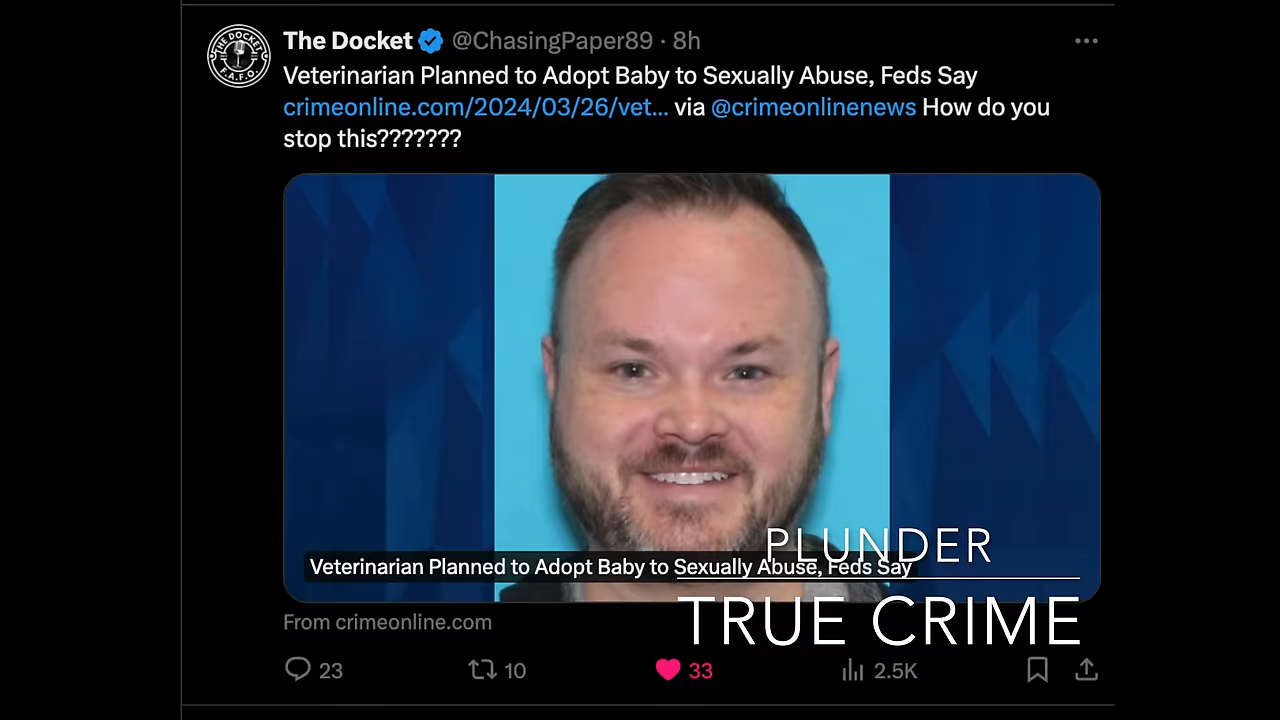 The Docket @ChasingPaper89 · 8h
THE DOCKET
F.A.F.O.
Veterinarian Planned to Adopt Baby to Sexually Abuse, Feds Say
crimeonline.com/2024/03/26/vet... via @crimeonlinenews How do you
stop this???????
Veterinarian Planned to Adopt Baby to Sexually Abuse, Feds Say
PLUNDER
TRUE CRIME
From crimeonline.com
23 10 33 2.5K